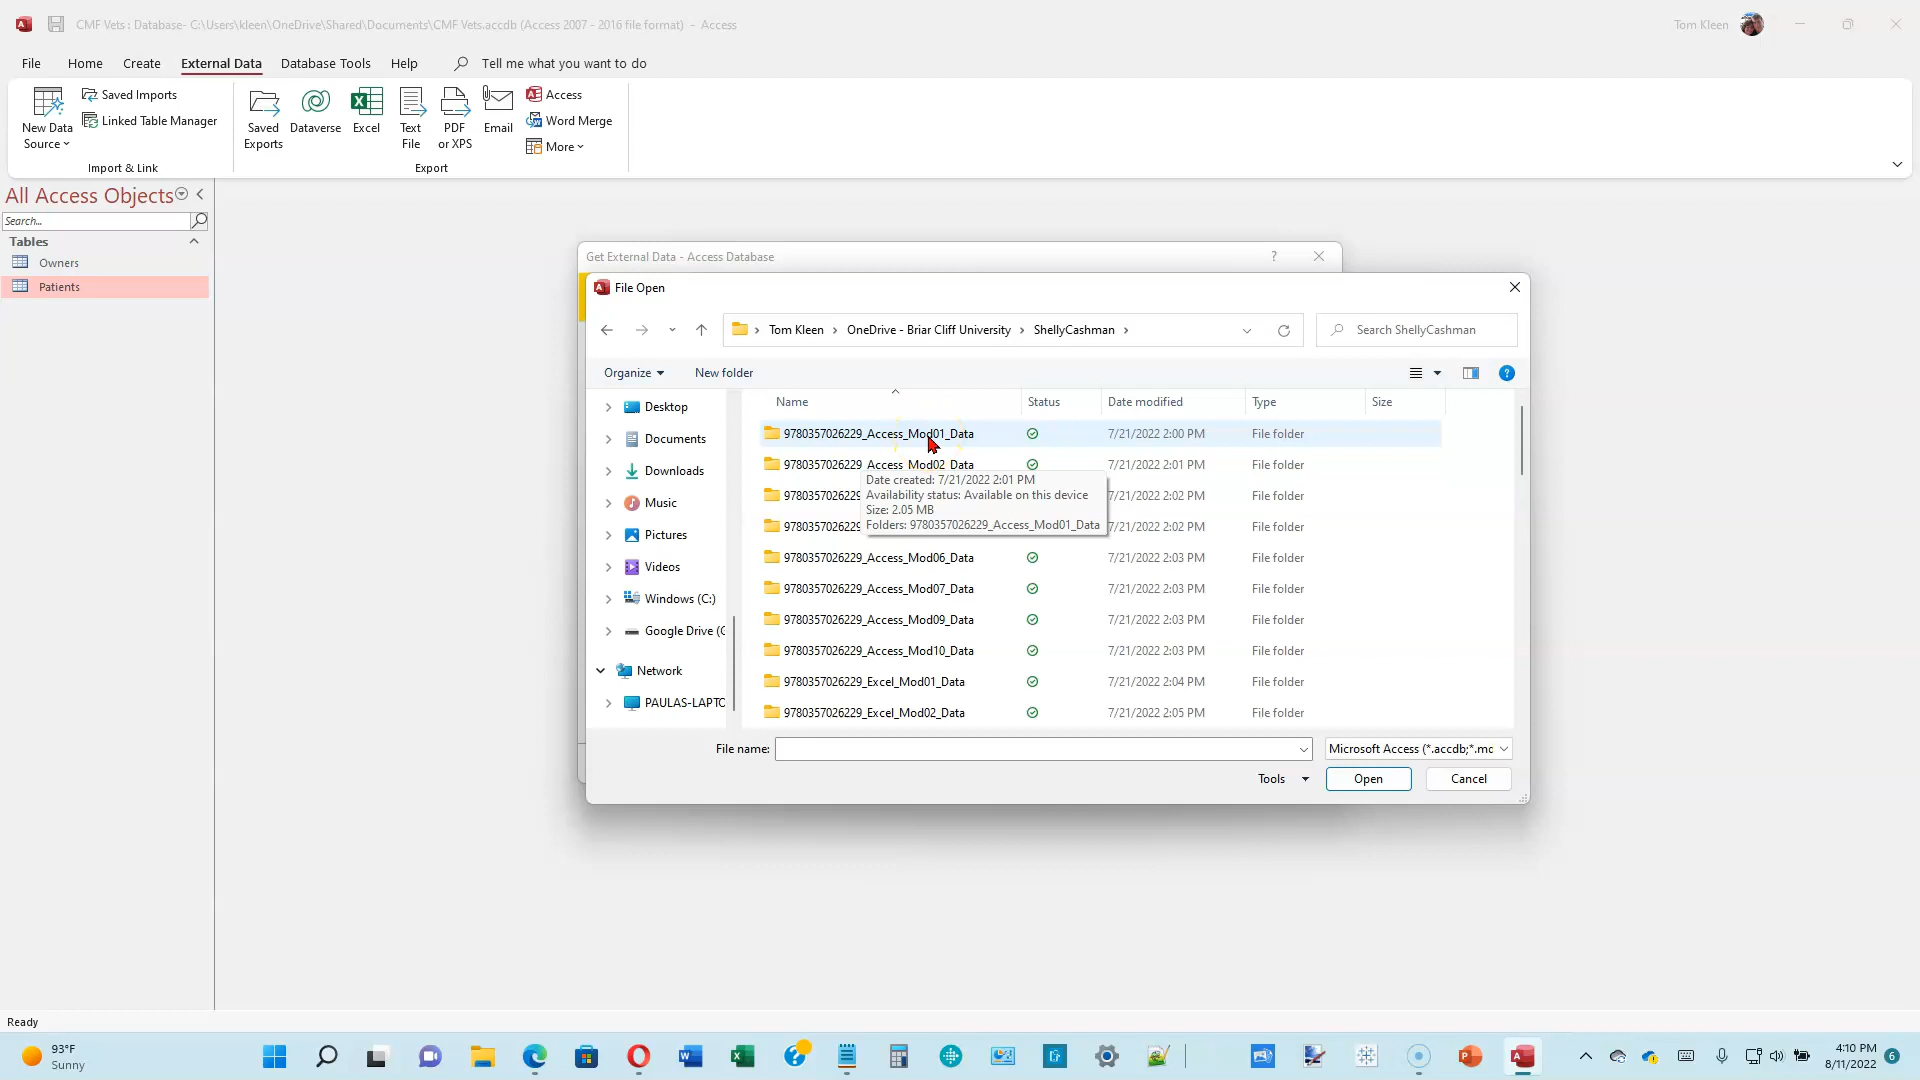 CMF Vets : Database- C:\Users\kleen\OneDrive\Shared\Documents\CMF Vets.accdb (Access 2007 - 2016 file format) - Access
Tom Kleen
File
Home
Create
External Data
Database Tools
Help
Tell me what you want to do
New Data
Source
Saved Imports
Linked Table Manager
Import & Link
Saved
Exports
Dataverse
Excel
Text
File
PDF
or XPS
Email
Access
Word Merge
More
Export
All Access Objects
Search...
Tables
Owners
Patients
Get External Data - Access Database
?
File Open
Tom Kleen > OneDrive - Briar Cliff University > ShellyCashman >
Search ShellyCashman
Organize
New folder
?
Desktop
Documents
Downloads
Music
Pictures
Videos
Windows (C:)
Google Drive (G
Network
PAULAS-LAPTO
Name Status Date modified Type Size
9780357026229_Access_Mod01_Data 7/21/2022 2:00 PM File folder
9780357026229_Access_Mod02_Data 7/21/2022 2:01 PM File folder
9780357026229 7/21/2022 2:02 PM File folder
9780357026229 7/21/2022 2:02 PM File folder
Date created: 7/21/2022 2:01 PM
Availability status: Available on this device
Size: 2.05 MB
Folders: 9780357026229_Access_Mod01_Data
9780357026229_Access_Mod06_Data 7/21/2022 2:03 PM File folder
9780357026229_Access_Mod07_Data 7/21/2022 2:03 PM File folder
9780357026229_Access_Mod09_Data 7/21/2022 2:03 PM File folder
9780357026229_Access_Mod10_Data 7/21/2022 2:03 PM File folder
9780357026229_Excel_Mod01_Data 7/21/2022 2:04 PM File folder
9780357026229_Excel_Mod02_Data 7/21/2022 2:05 PM File folder
File name:
Microsoft Access (*.accdb;*.mc
Tools
Open
Cancel
Ready
93°F
Sunny
4:10 PM
8/11/2022
6